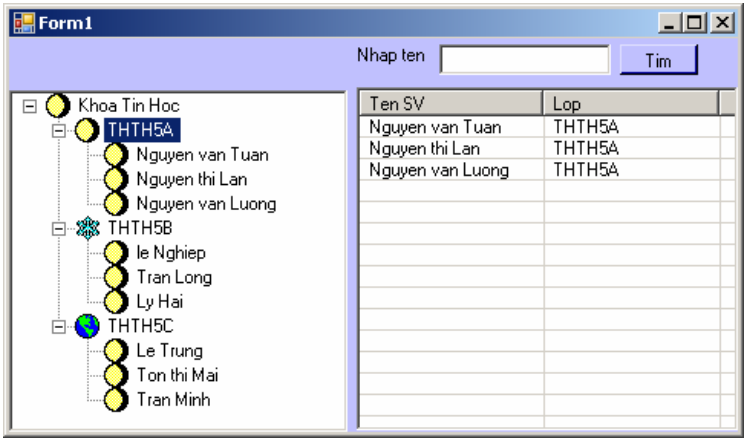 Form1
Nhap ten
Tim
Khoa Tin Hoc
THTH5A
Nguyen van Tuan
Nguyen thi Lan
Nguyen van Luong
THTH5B
le Nghiep
Tran Long
Ly Hai
THTH5C
Le Trung
Ton thi Mai
Tran Minh
Ten SV Lop
Nguyen van Tuan THTH5A
Nguyen thi Lan THTH5A
Nguyen van Luong THTH5A